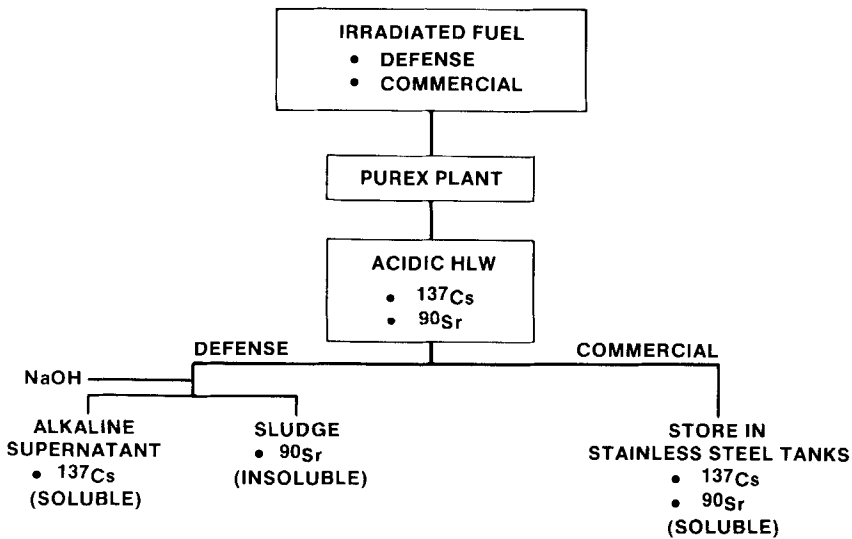 IRRADIATED FUEL
• DEFENSE
• COMMERCIAL
PUREX PLANT
ACIDIC HLW
• 137Cs
• 90Sr
DEFENSE
COMMERCIAL
NaOH
ALKALINE
SUPERNATANT
• 137Cs
(SOLUBLE)
SLUDGE
• 90Sr
(INSOLUBLE)
STORE IN
STAINLESS STEEL TANKS
• 137Cs
• 90Sr
(SOLUBLE)